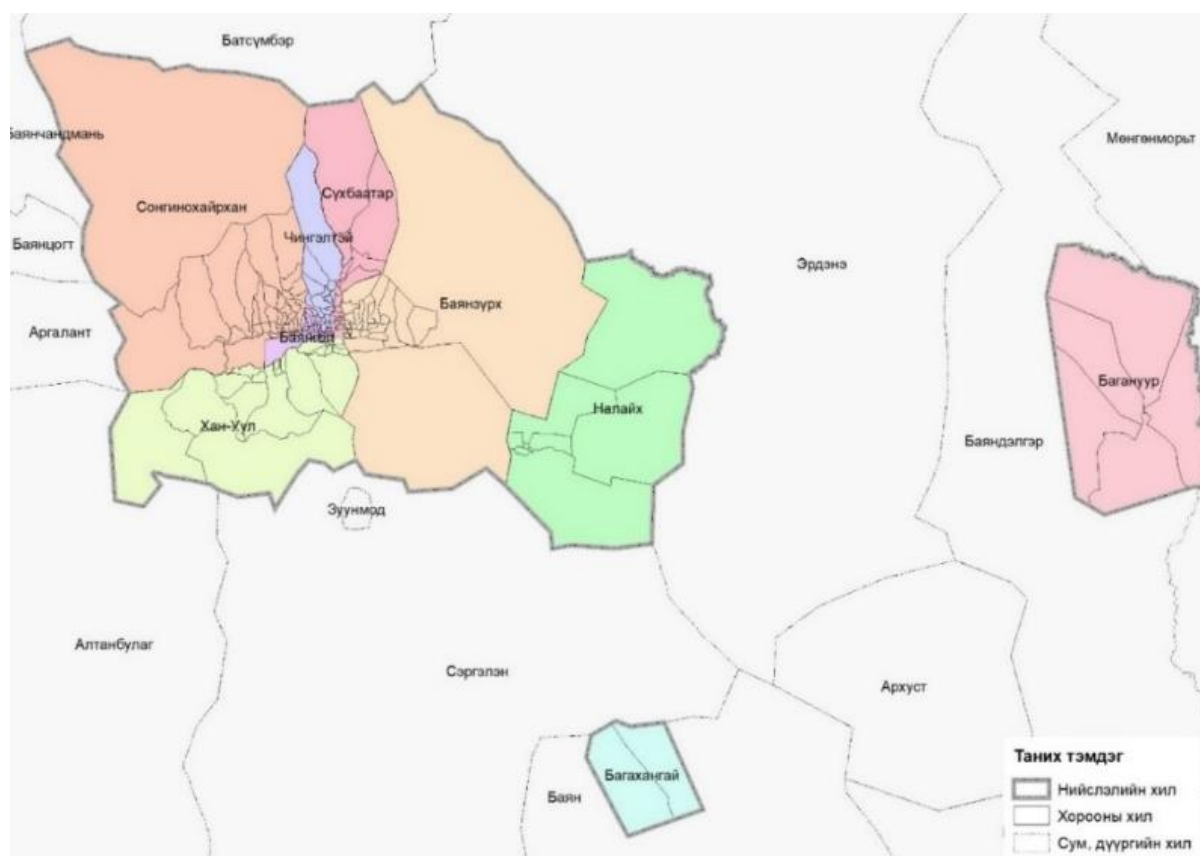 Батсүмбэр
Баянчандмань
Мөнгөнморьт
Сонгинохайрхан
Сүхбаатар
Баянцогт
Чингэлтэй
Эрдэнэ
Баянзүрх
Аргалант
Баянгол
Багануур
Налайх
Хан-Уул
Баяндэлгэр
Зуунмод
Алтанбулаг
Сэргэлэн
Архуст
Багахангай
Баян
Таних тэмдэг
Нийслэлийн хил
Хорооны хил
Сум, дүүргийн хил